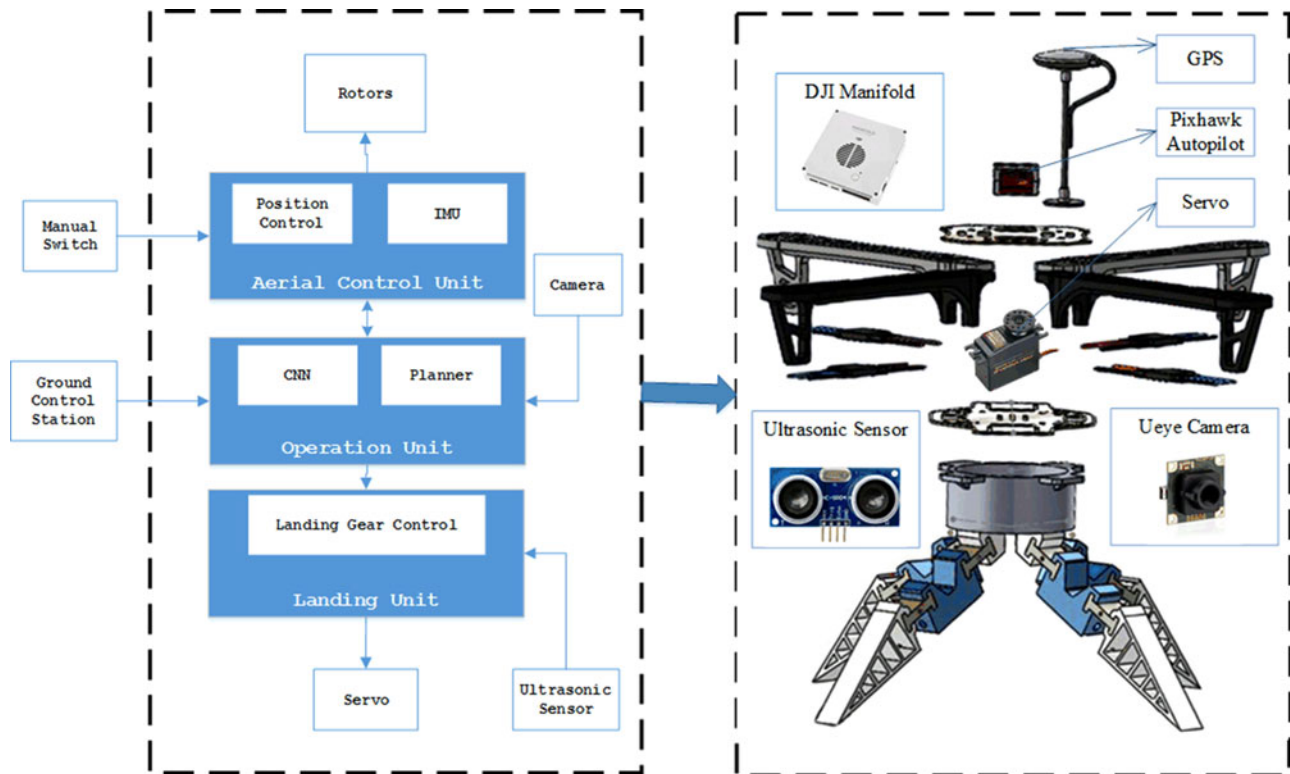 Rotors
Manual
Switch
Position
Control
IMU
Aerial Control Unit
Camera
Ground
Control
Station
CNN
Planner
Operation Unit
Landing Gear Control
Landing Unit
Servo
Ultrasonic
Sensor
DJI Manifold
GPS
Pixhawk
Autopilot
Servo
Ultrasonic Sensor
Ueye Camera